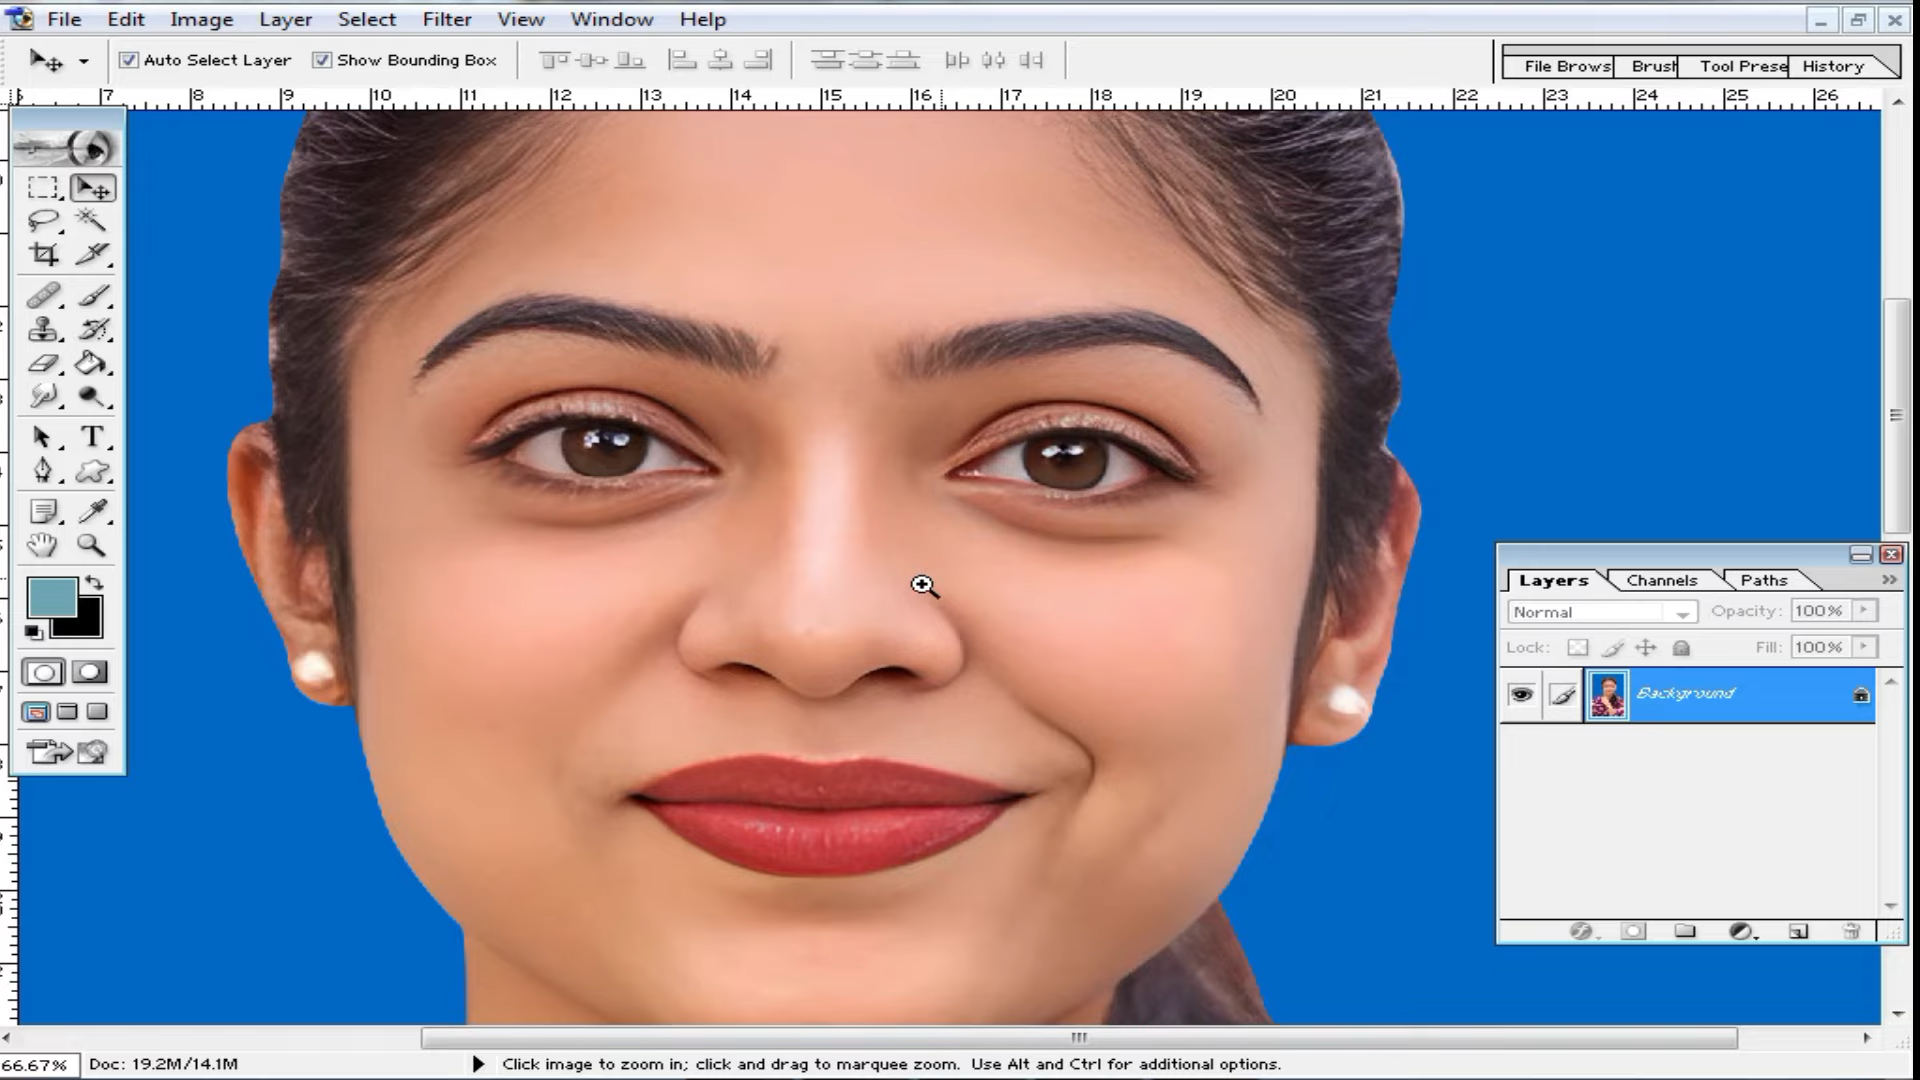 File Edit Image Layer Select Filter View Window Help
Auto Select Layer Show Bounding Box File Brows Brush Tool Prese History
7 8 9 10 11 12 13 14 15 16 17 18 19 20 21 22 23 24 25 26
Layers Channels Paths
Normal Opacity: 100%
Lock: Fill: 100%
Background
66.67% Doc: 19.2M/14.1M Click image to zoom in; click and drag to marquee zoom. Use Alt and Ctrl for additional options.